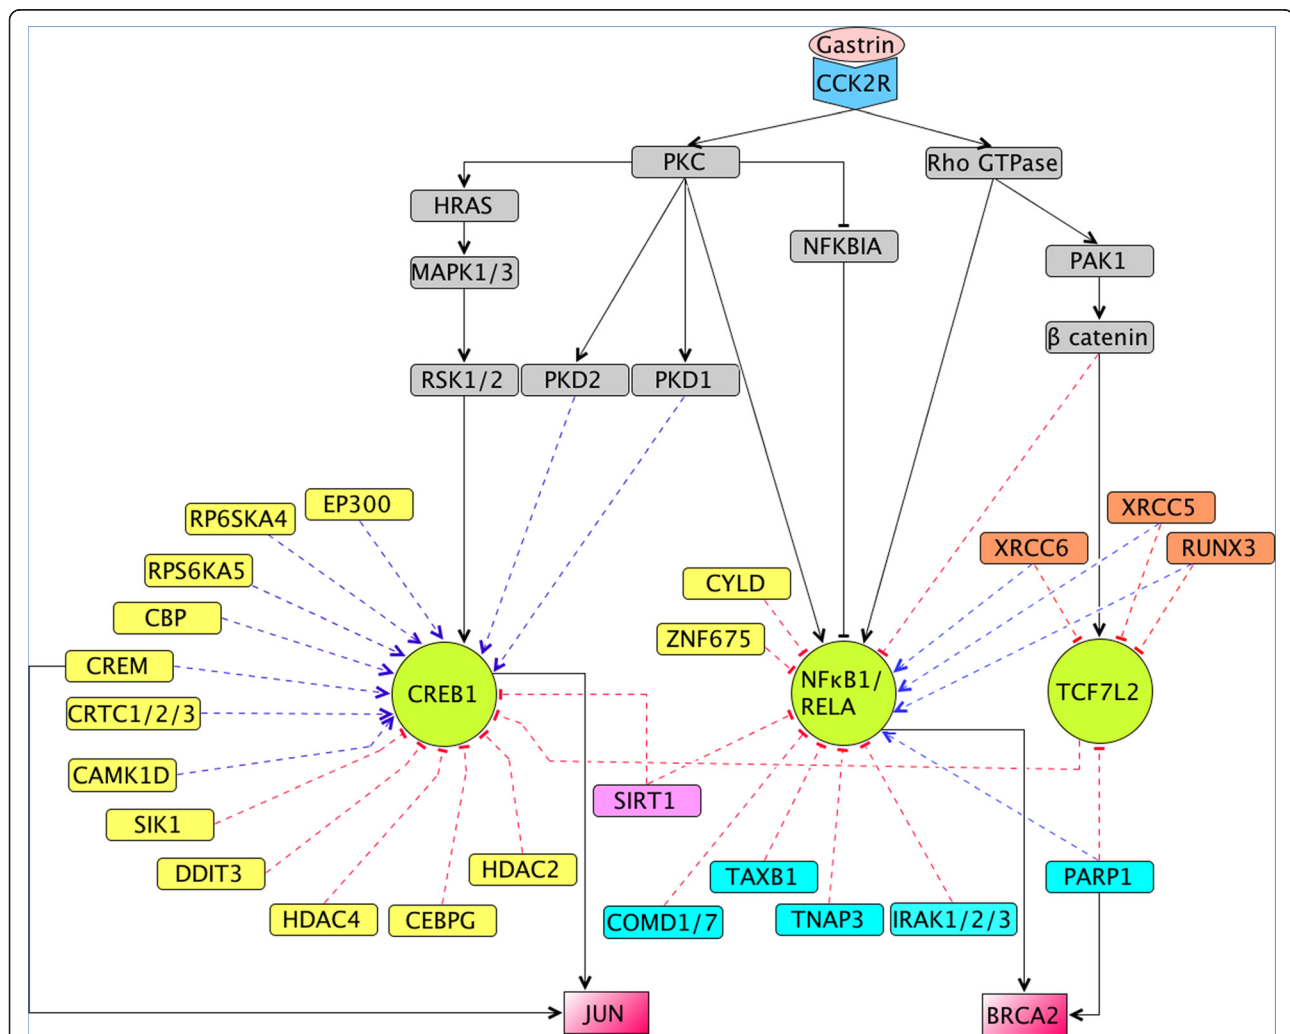 Gastrin
CCK2R
PKC
Rho GTPase
HRAS
NFKBIA
PAK1
MAPK1/3
β catenin
RSK1/2
PKD2
PKD1
EP300
RP6SKA4
XRCC5
XRCC6
RUNX3
RPS6KA5
CYLD
CBP
ZNF675
CREM
CREB1
NFκB1/
RELA
TCF7L2
CRTC1/2/3
CAMK1D
SIRT1
SIK1
DDIT3
HDAC2
TAXB1
PARP1
HDAC4
CEBPG
COMD1/7
TNAP3
IRAK1/2/3
JUN
BRCA2